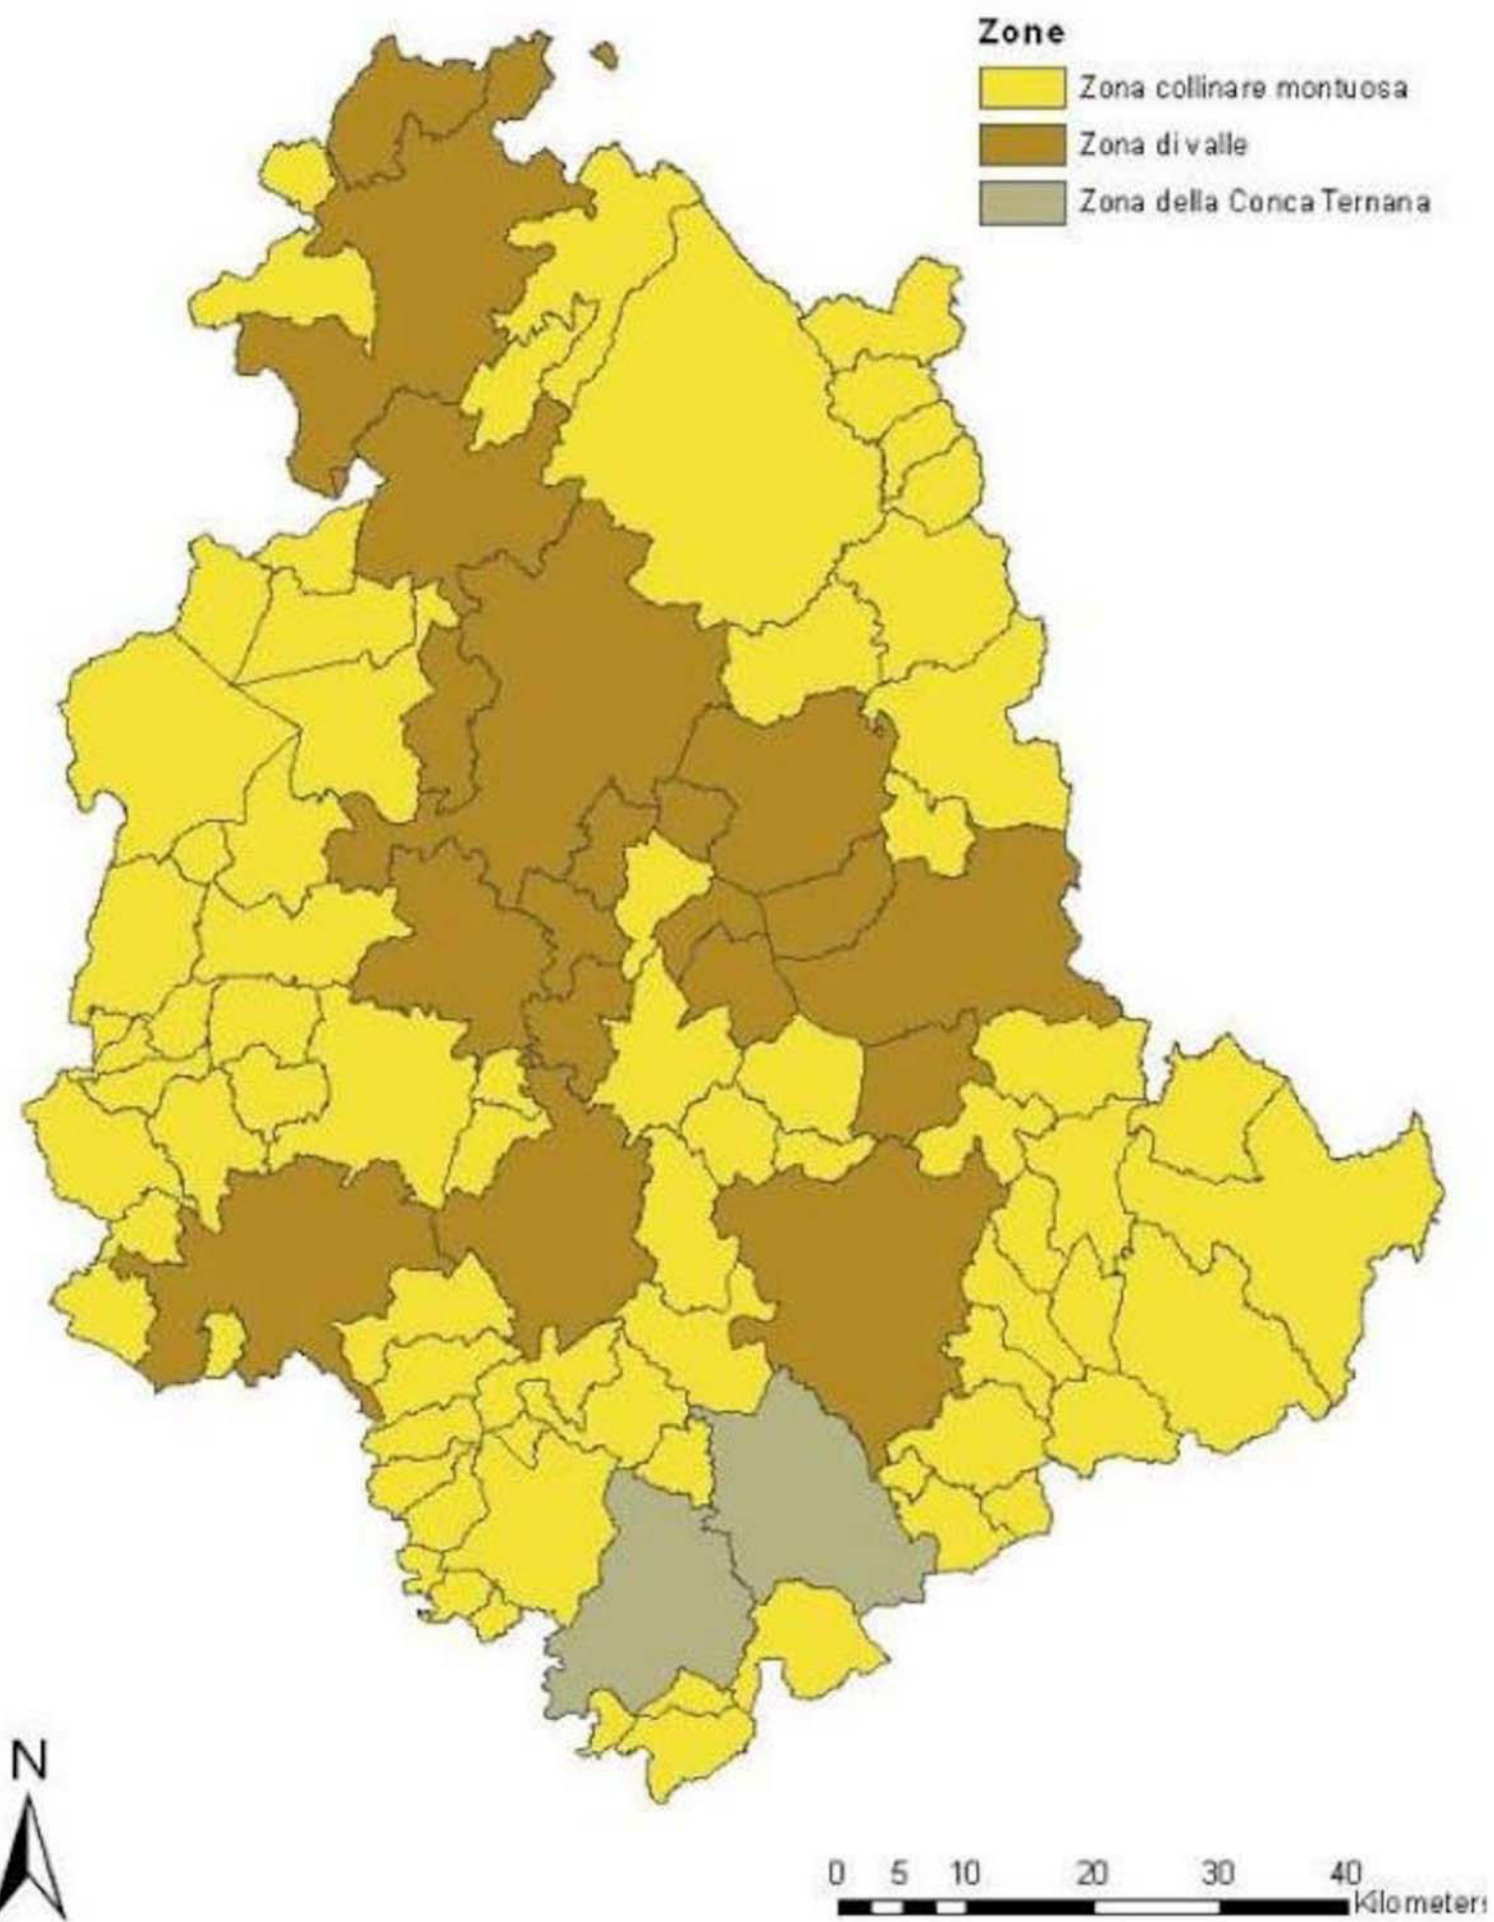 Zone
Zona collinare montuosa
Zona di valle
Zona della Conca Ternana
N
0 5 10 20 30 40
Kilometers